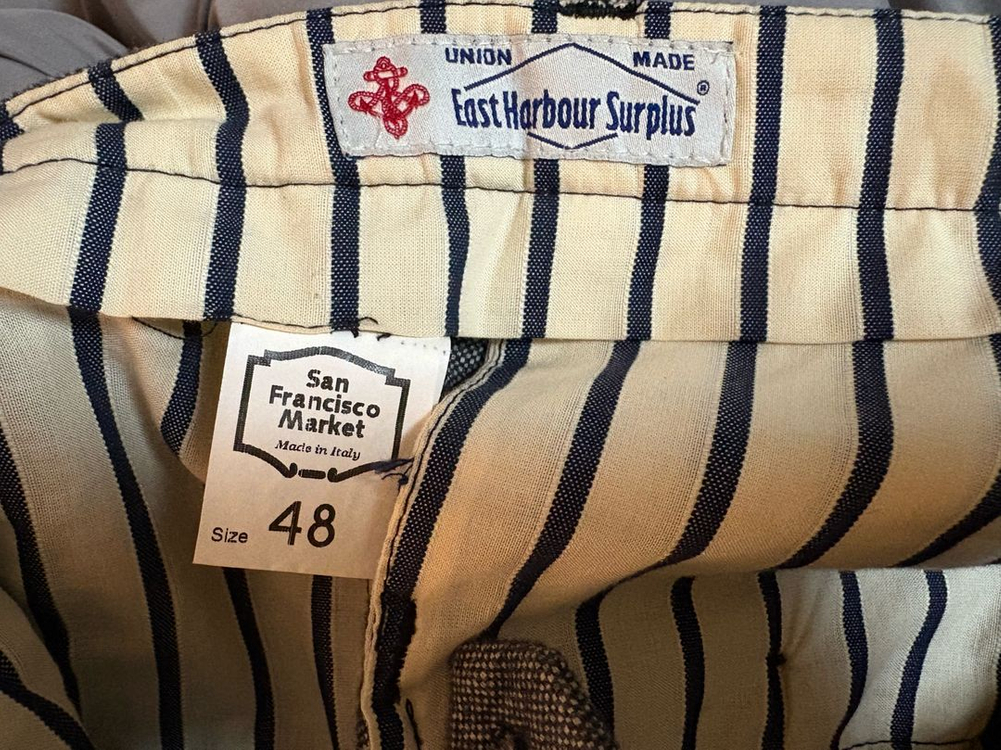 UNION MADE
East Harbour Surplus®
San
Francisco
Market
Made in Italy
Size 48